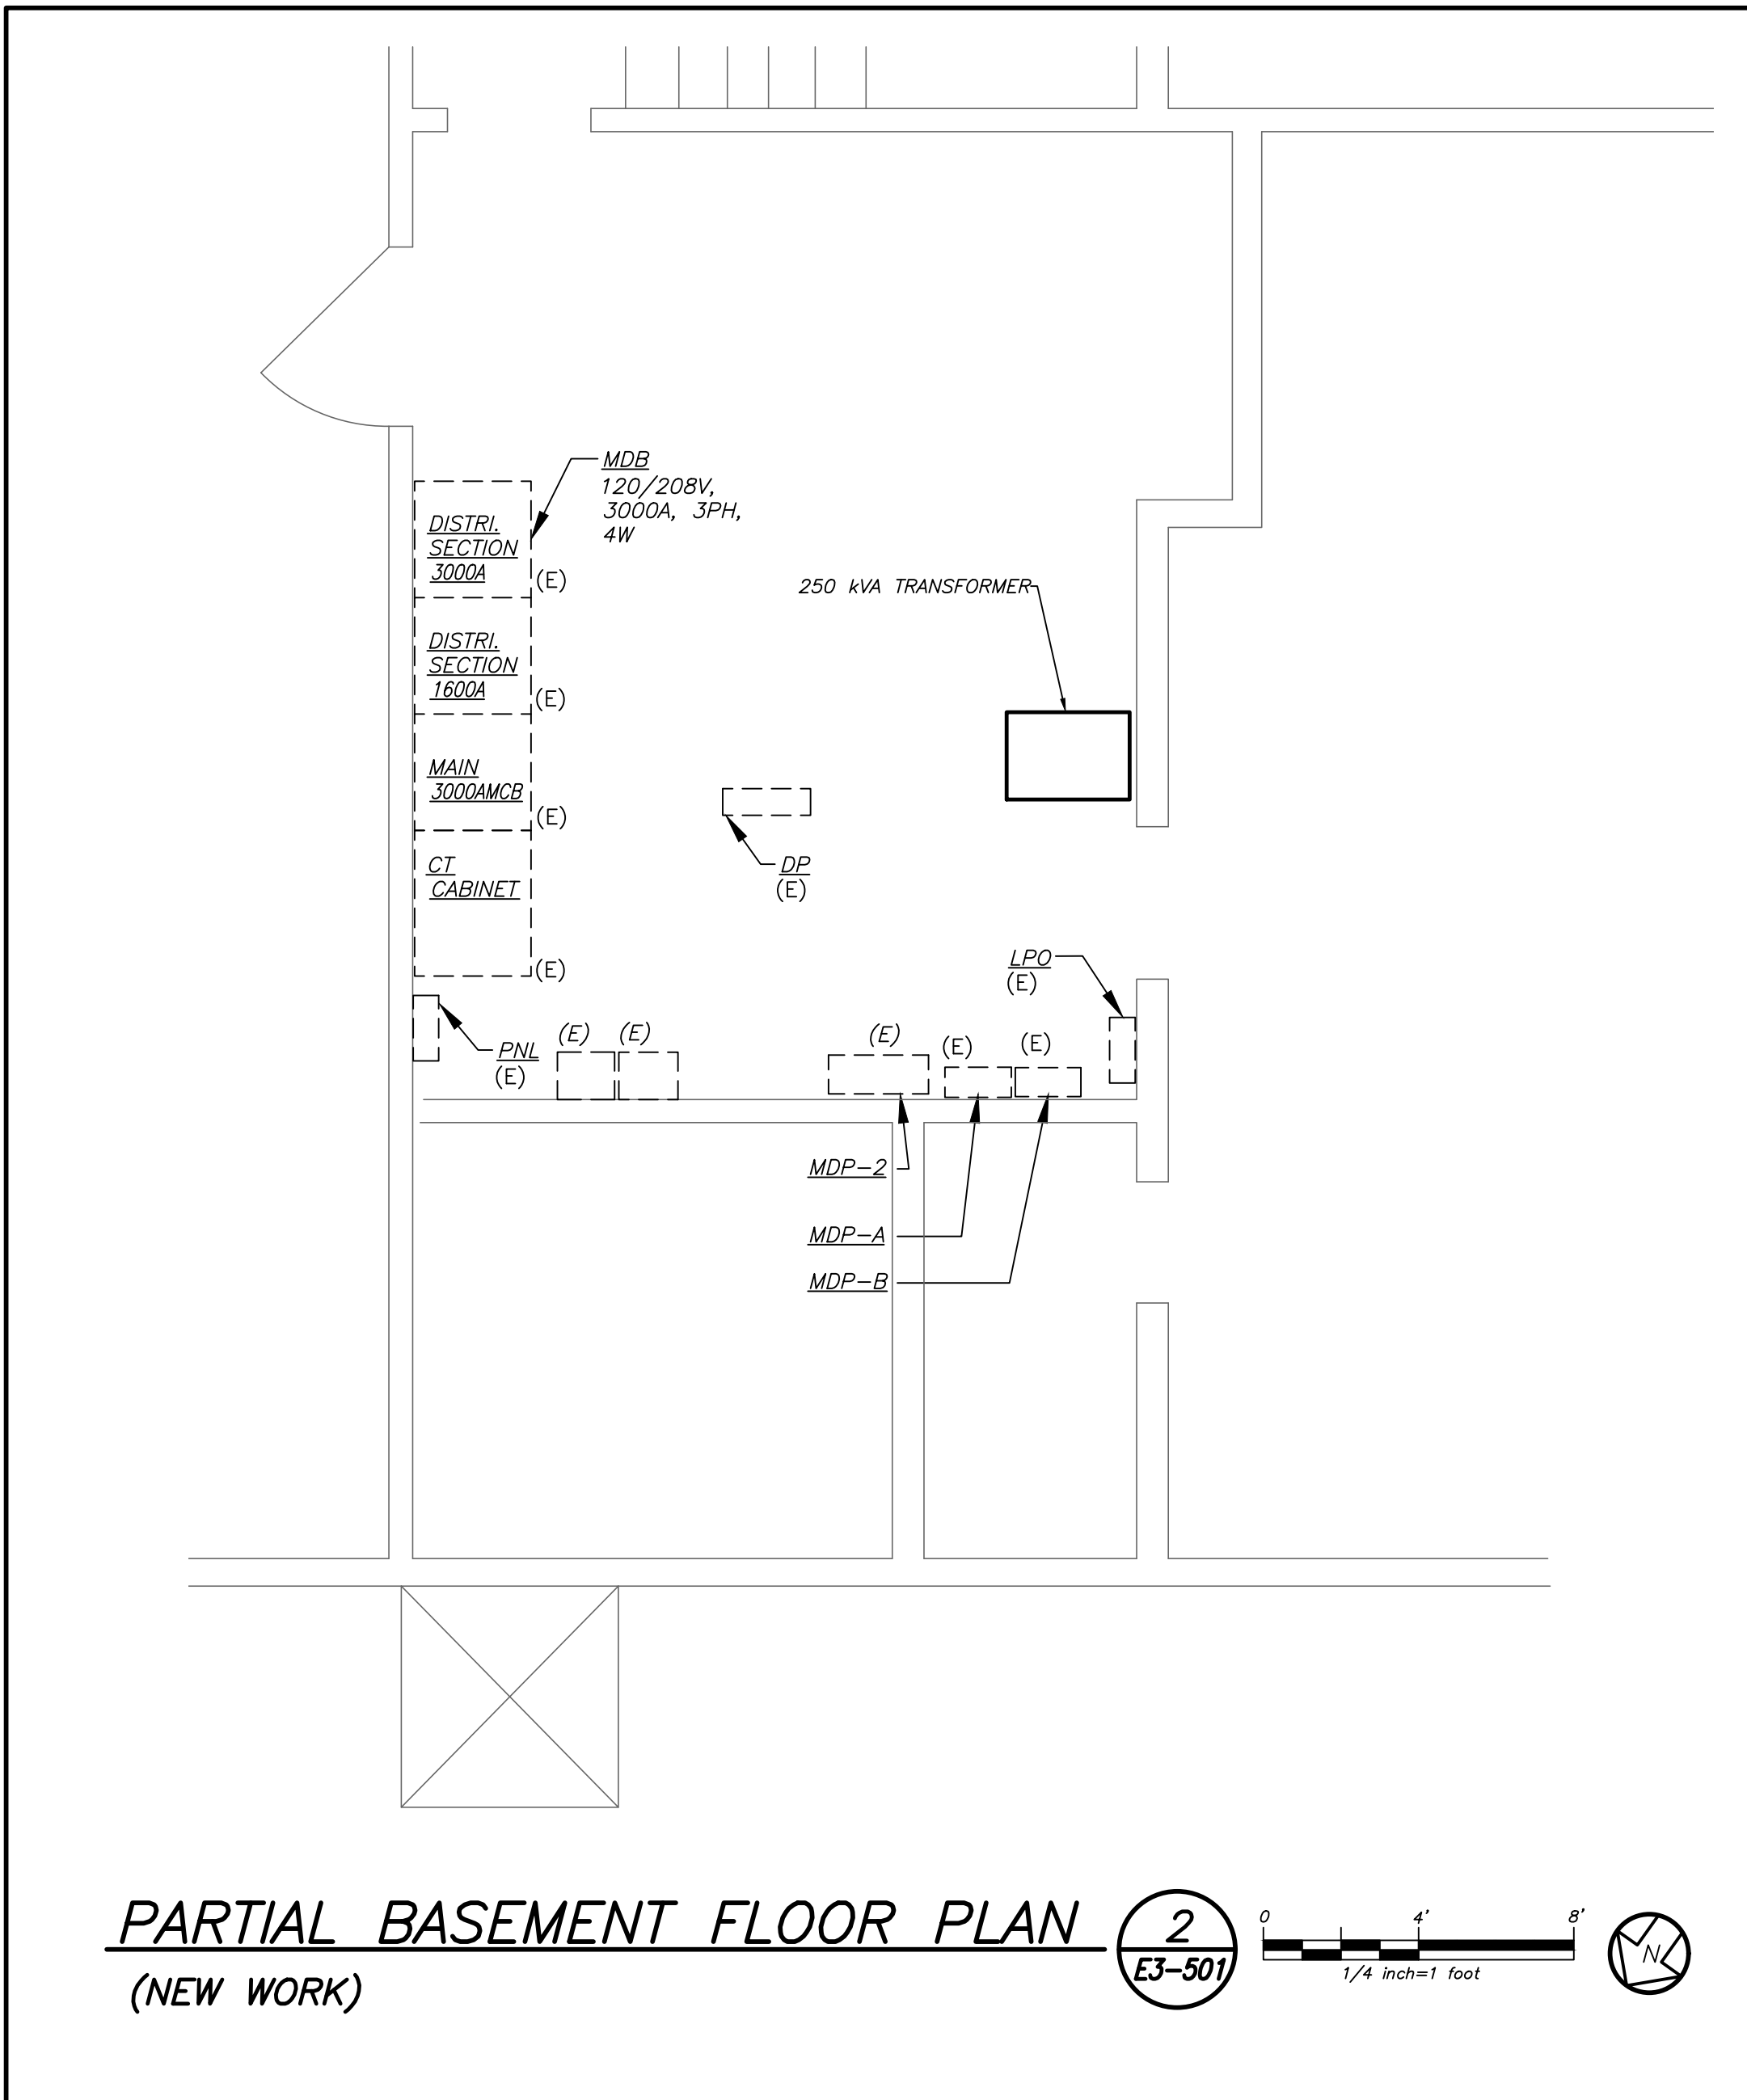 MDB
120/208V,
3000A, 3PH,
4W
DISTRI.
SECTION
3000A
(E)
250 kVA TRANSFORMER
DISTRI.
SECTION
1600A
(E)
MAIN
3000AMCB
(E)
CT
CABINET
(E)
DP
(E)
LPO
(E)
PNL
(E)
(E)
(E)
(E)
(E)
(E)
MDP-2
MDP-A
MDP-B
PARTIAL BASEMENT FLOOR PLAN
(NEW WORK)
2
E3-501
0 4' 8'
1/4 inch=1 foot
N